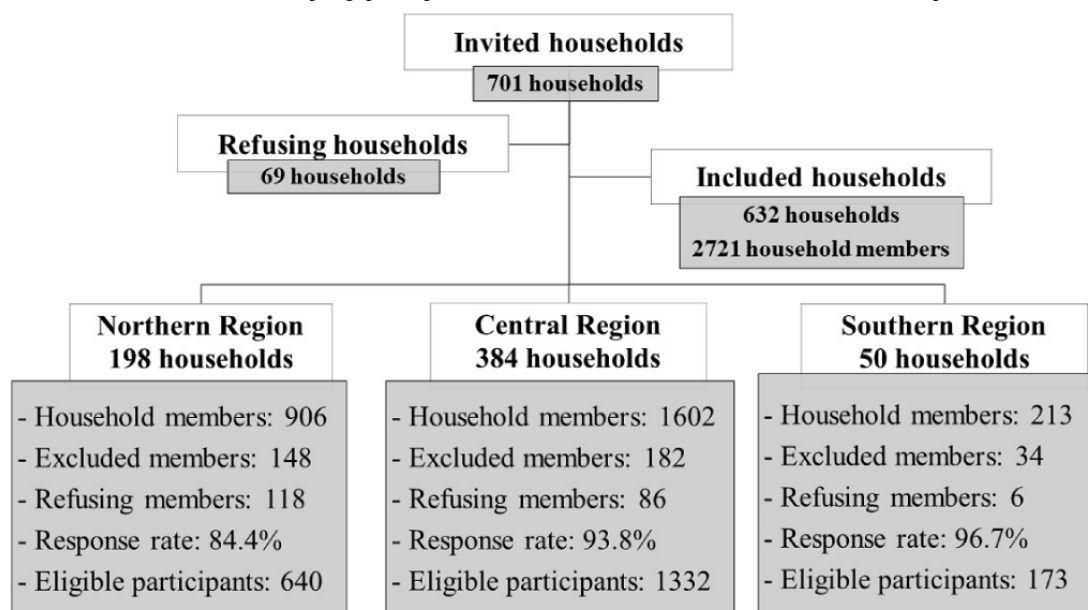 Invited households
701 households
Refusing households
69 households
Included households
632 households
2721 household members
Northern Region
198 households
- Household members: 906
- Excluded members: 148
- Refusing members: 118
- Response rate: 84.4%
- Eligible participants: 640
Central Region
384 households
- Household members: 1602
- Excluded members: 182
- Refusing members: 86
- Response rate: 93.8%
- Eligible participants: 1332
Southern Region
50 households
- Household members: 213
- Excluded members: 34
- Refusing members: 6
- Response rate: 96.7%
- Eligible participants: 173